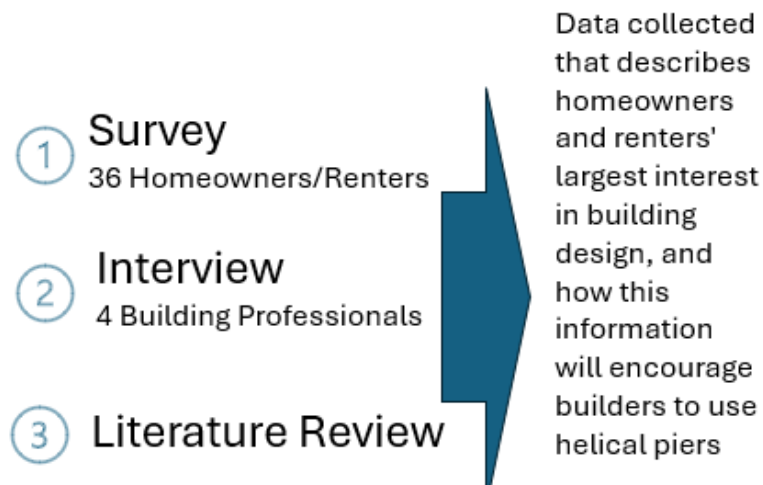 1
Survey
36 Homeowners/Renters
2
Interview
4 Building Professionals
3
Literature Review
Data collected
that describes
homeowners
and renters'
largest interest
in building
design, and
how this
information
will encourage
builders to use
helical piers